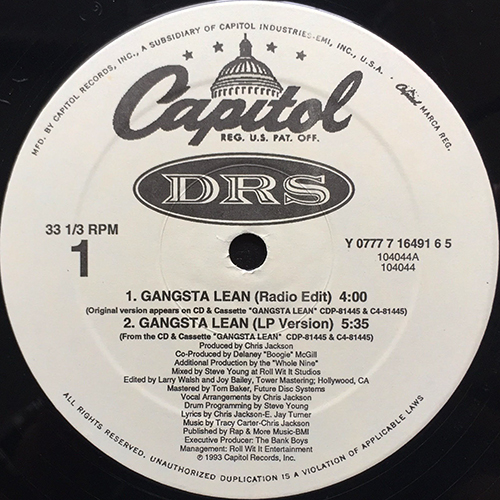 MFD. BY CAPITOL RECORDS, INC., A SUBSIDIARY OF CAPITOL INDUSTRIES-EMI, INC., U.S.A. · Capitol MARCA REG.
Capitol
REG. U.S. PAT. OFF.
DRS
33 1/3 RPM
1
Y 0777 7 16491 6 5
104044A
104044
1. GANGSTA LEAN (Radio Edit) 4:00
(Original version appears on CD & Cassette "GANGSTA LEAN" CDP-81445 & C4-81445)
2. GANGSTA LEAN (LP Version) 5:35
(From the CD & Cassette "GANGSTA LEAN" CDP-81445 & C4-81445)
Produced by Chris Jackson
Co-Produced by Delaney "Boogie" McGill
Additional Production by the "Whole Nine"
Mixed by Steve Young at Roll Wit It Studios
Edited by Larry Walsh and Joy Bailey, Tower Mastering; Hollywood, CA
Mastered by Tom Baker, Future Disc Systems
Vocal Arrangements by Chris Jackson
Drum Programming by Steve Young
Lyrics by Chris Jackson-E. Jay Turner
Music by Tracy Carter-Chris Jackson
Published by Rap & More Music-BMI
Executive Producer: The Bank Boys
Management: Roll Wit It Entertainment
℗ 1993 Capitol Records, Inc.
ALL RIGHTS RESERVED. UNAUTHORIZED DUPLICATION IS A VIOLATION OF APPLICABLE LAWS